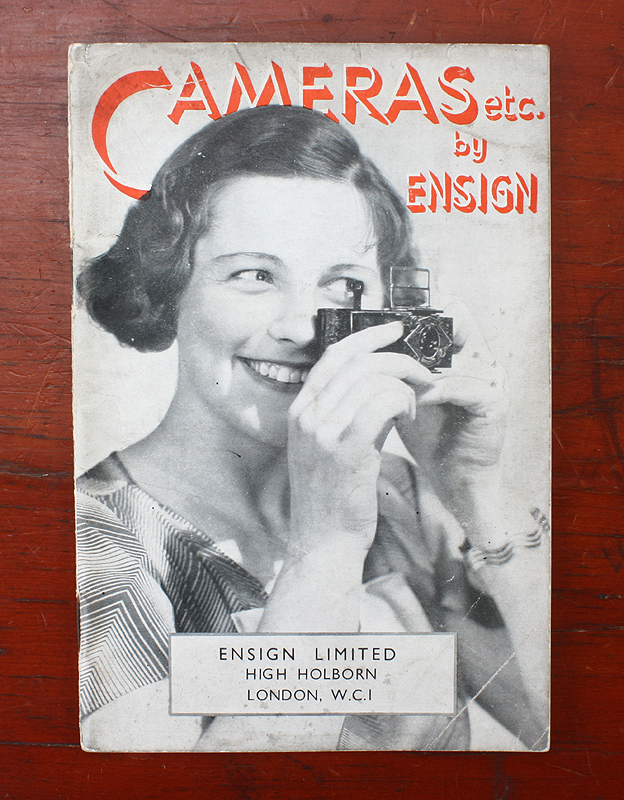 CAMERAS etc.
by
ENSIGN
ENSIGN LIMITED
HIGH HOLBORN
LONDON, W.C.1